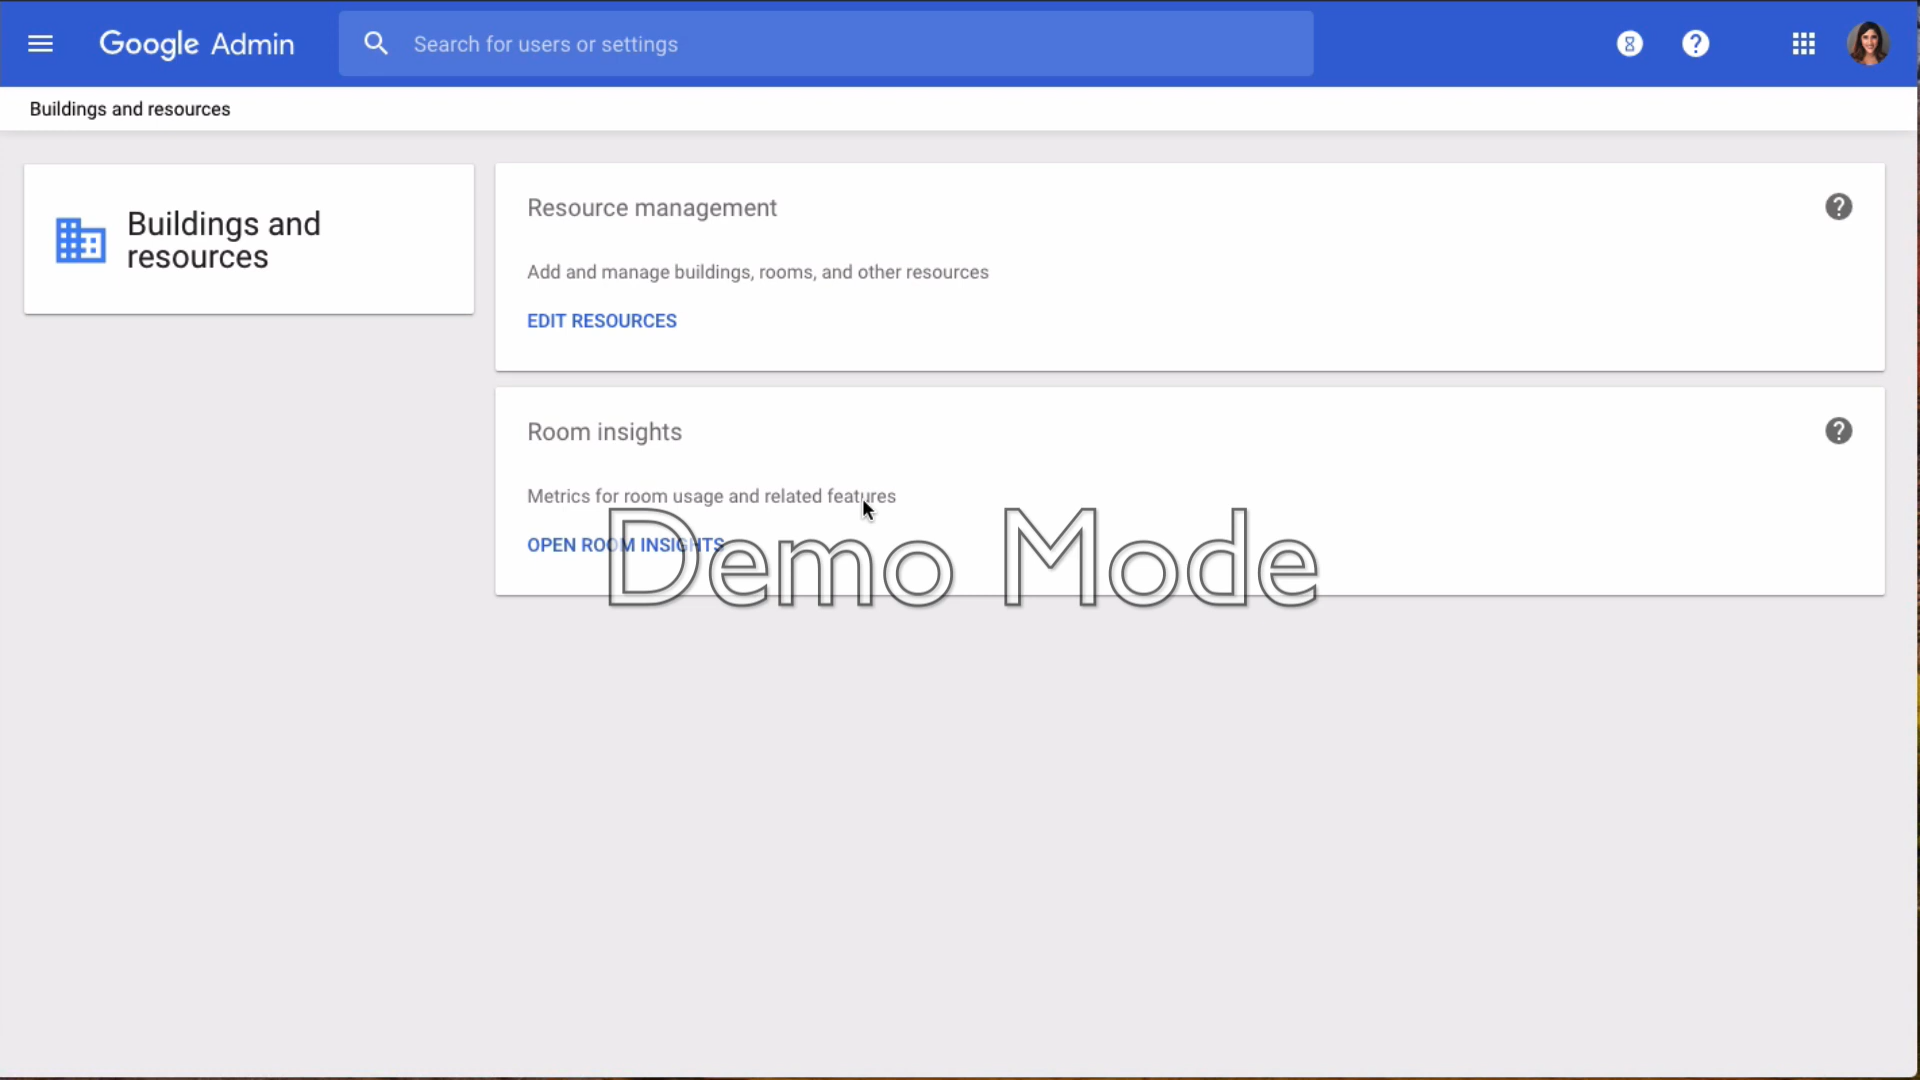 Google Admin
Search for users or settings
Buildings and resources
Buildings and
resources
Resource management
Add and manage buildings, rooms, and other resources
EDIT RESOURCES
Room insights
Metrics for room usage and related features
OPEN ROOM INSIGHTS
Demo Mode